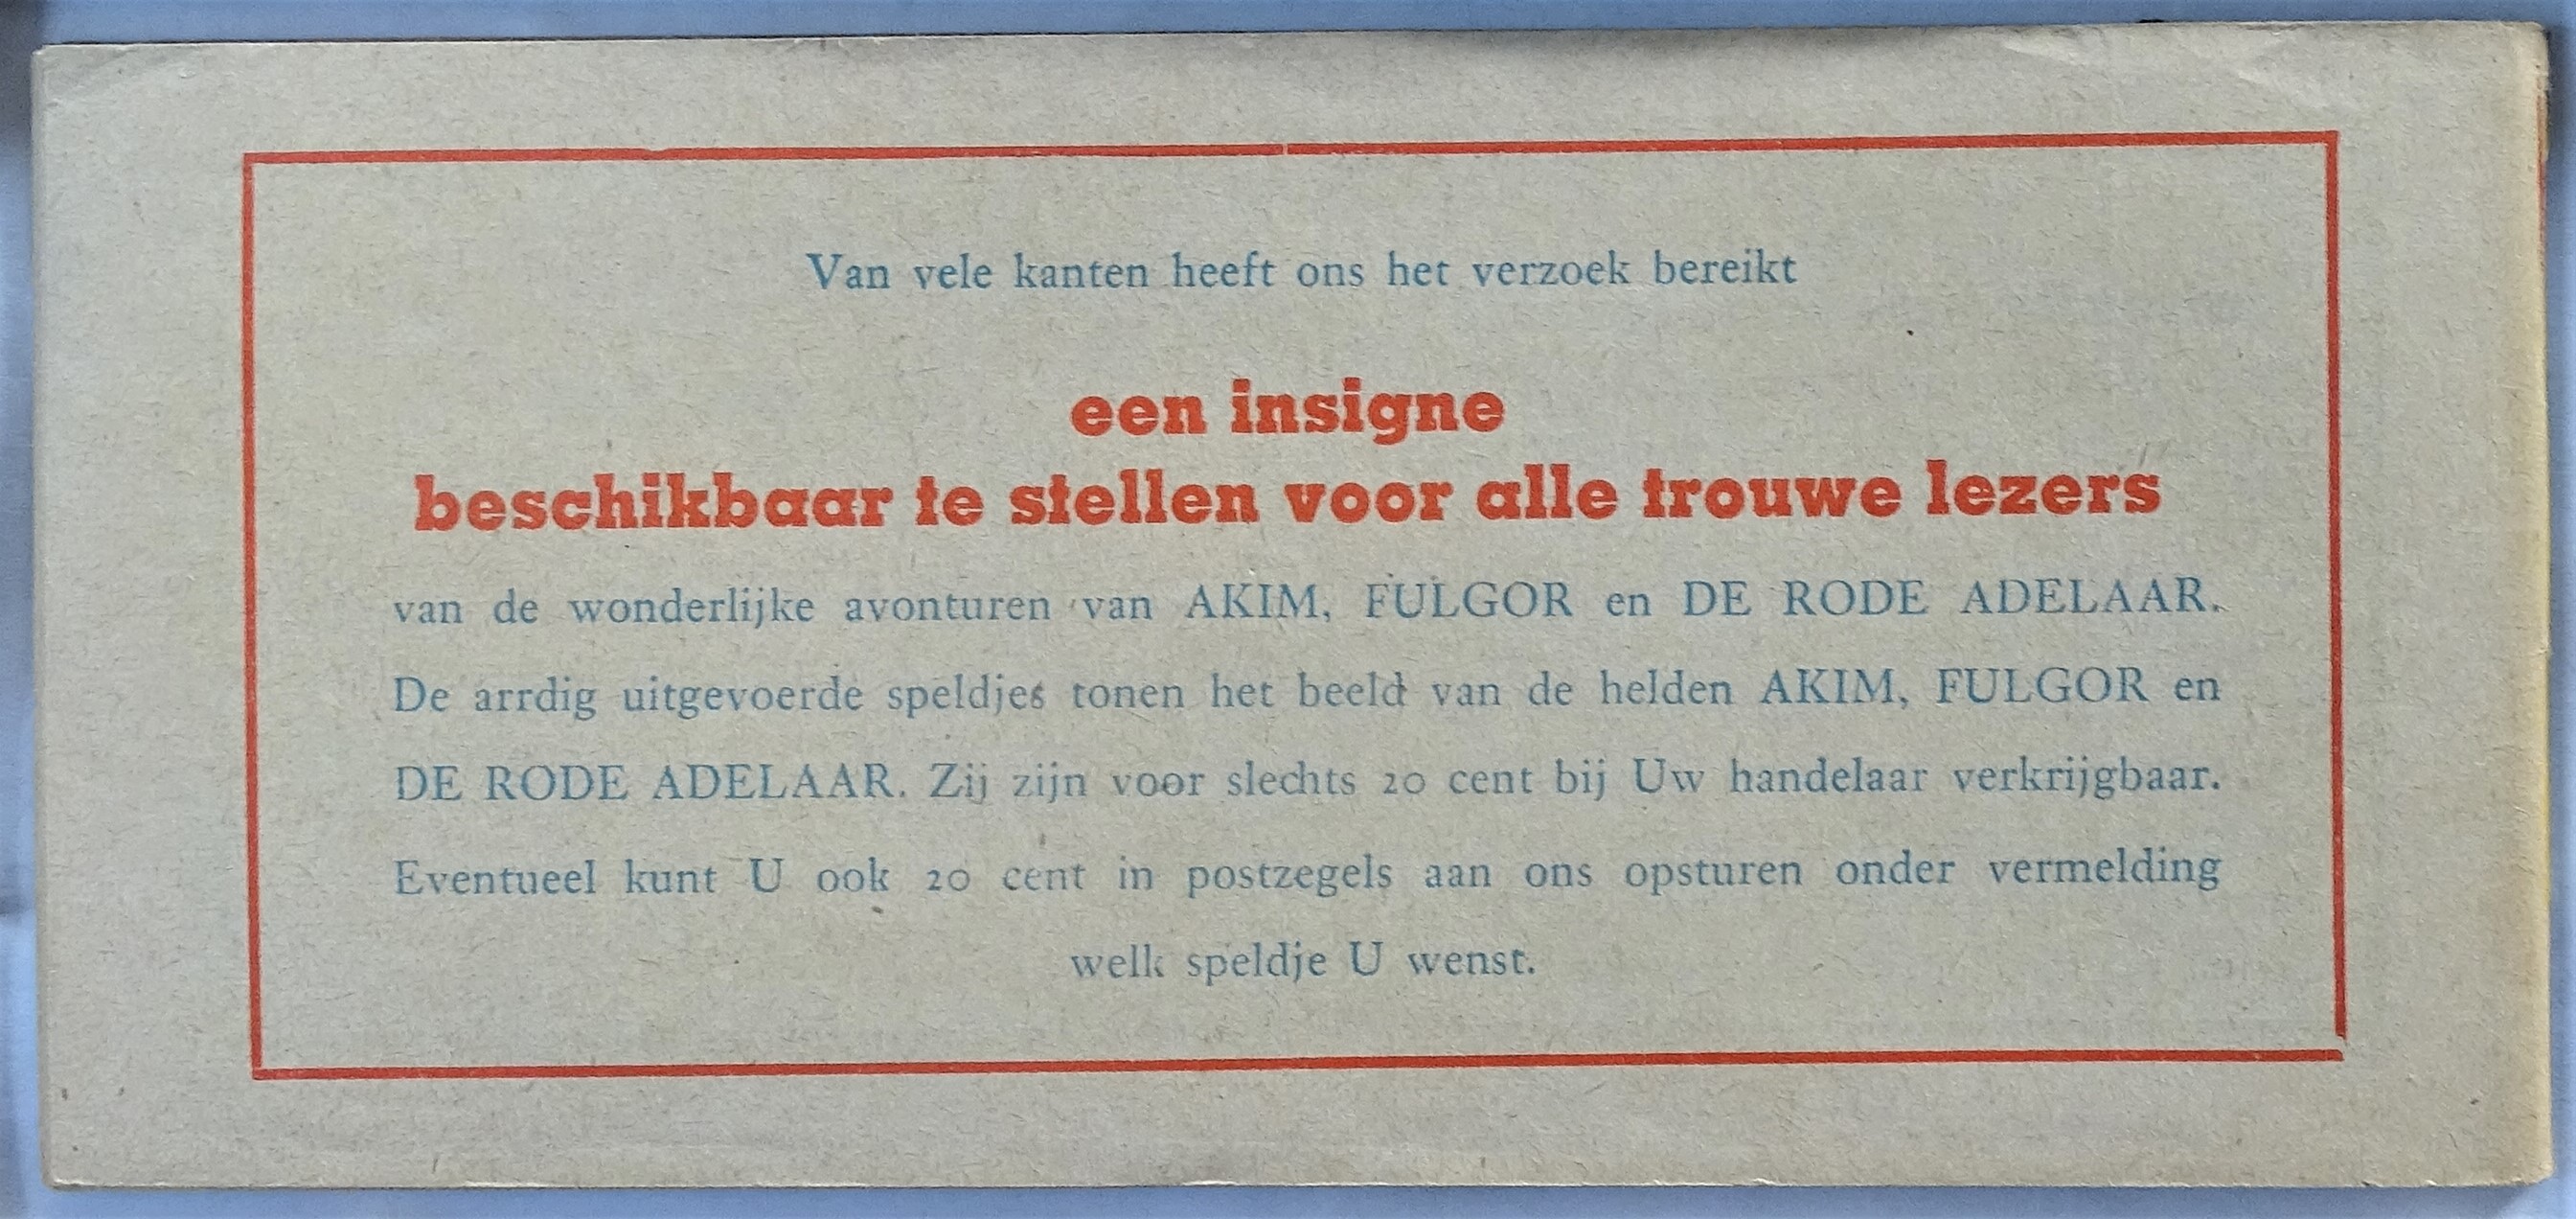 Van vele kanten heeft ons het verzoek bereikt
een insigne
beschikbaar te stellen voor alle trouwe lezers
van de wonderlijke avonturen van AKIM, FULGOR en DE RODE ADELAAR.
De arrdig uitgevoerde speldjes tonen het beeld van de helden AKIM, FULGOR en
DE RODE ADELAAR. Zij zijn voor slechts 20 cent bij Uw handelaar verkrijgbaar.
Eventueel kunt U ook 20 cent in postzegels aan ons opsturen onder vermelding
welk speldje U wenst.